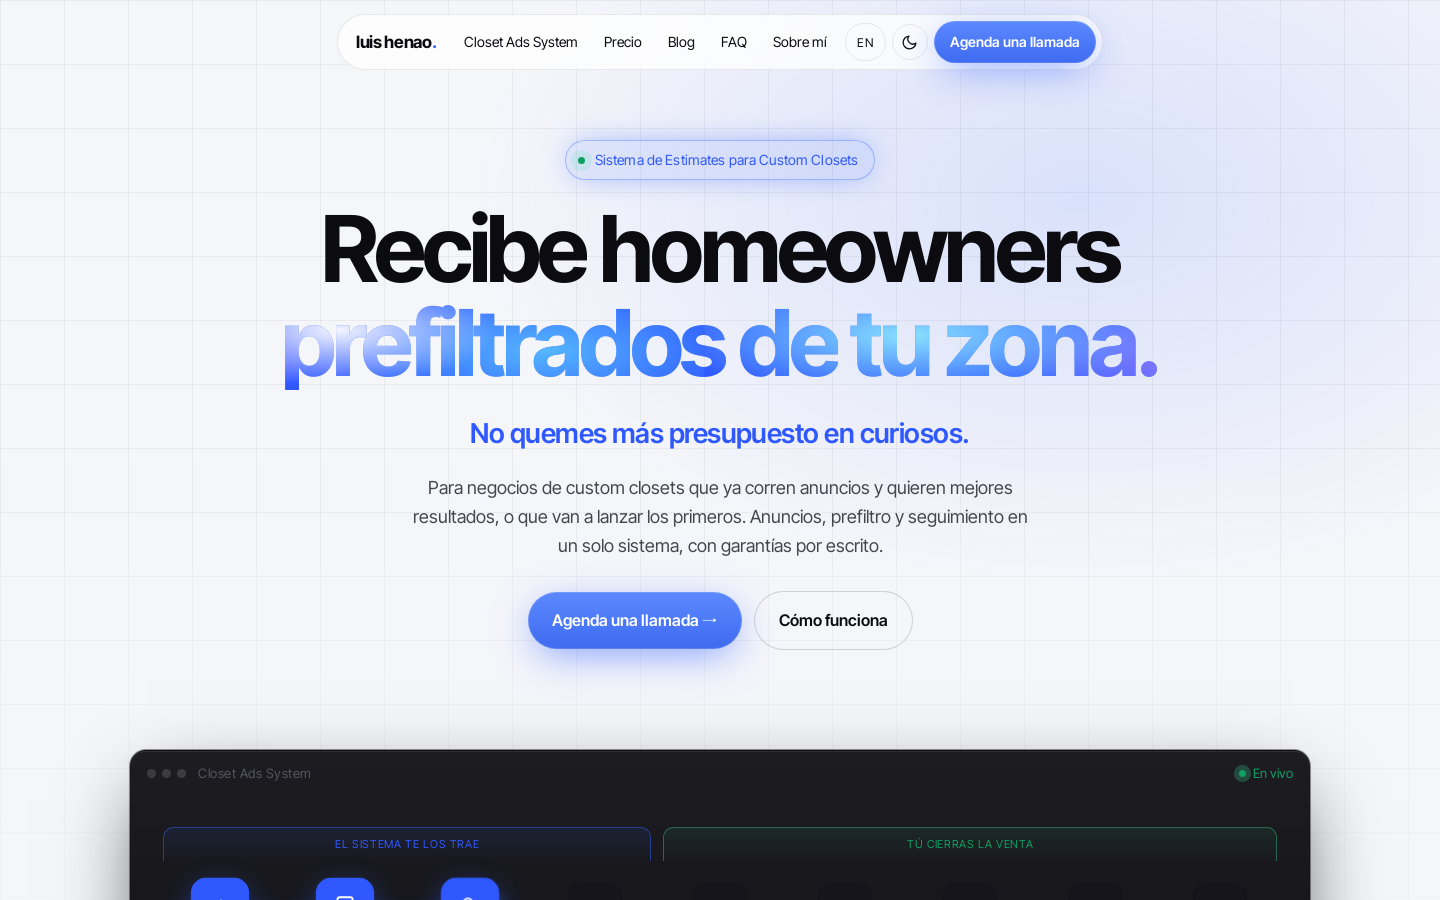 luis henao.
Closet Ads System
Precio
Blog
FAQ
Sobre mí
EN
Agenda una llamada
Sistema de Estimates para Custom Closets
Recibe homeowners
prefiltrados de tu zona.
No quemes más presupuesto en curiosos.
Para negocios de custom closets que ya corren anuncios y quieren mejores
resultados, o que van a lanzar los primeros. Anuncios, prefiltro y seguimiento en
un solo sistema, con garantías por escrito.
Agenda una llamada →
Cómo funciona
Closet Ads System
En vivo
EL SISTEMA TE LOS TRAE
TÚ CIERRAS LA VENTA